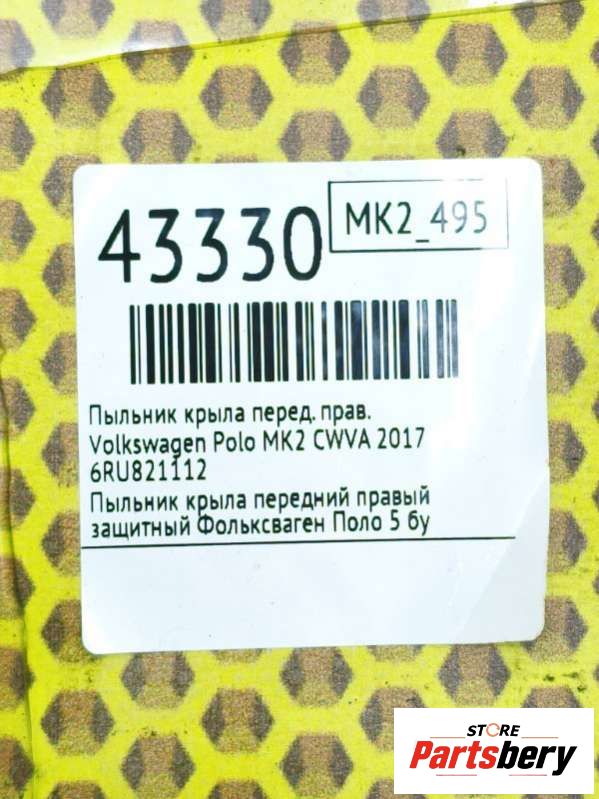 43330
MK2_495
Пыльник крыла перед. прав.
Volkswagen Polo MK2 CWVA 2017
6RU821112
Пыльник крыла передний правый
защитный Фольксваген Поло 5 бу
STORE
Partsbery